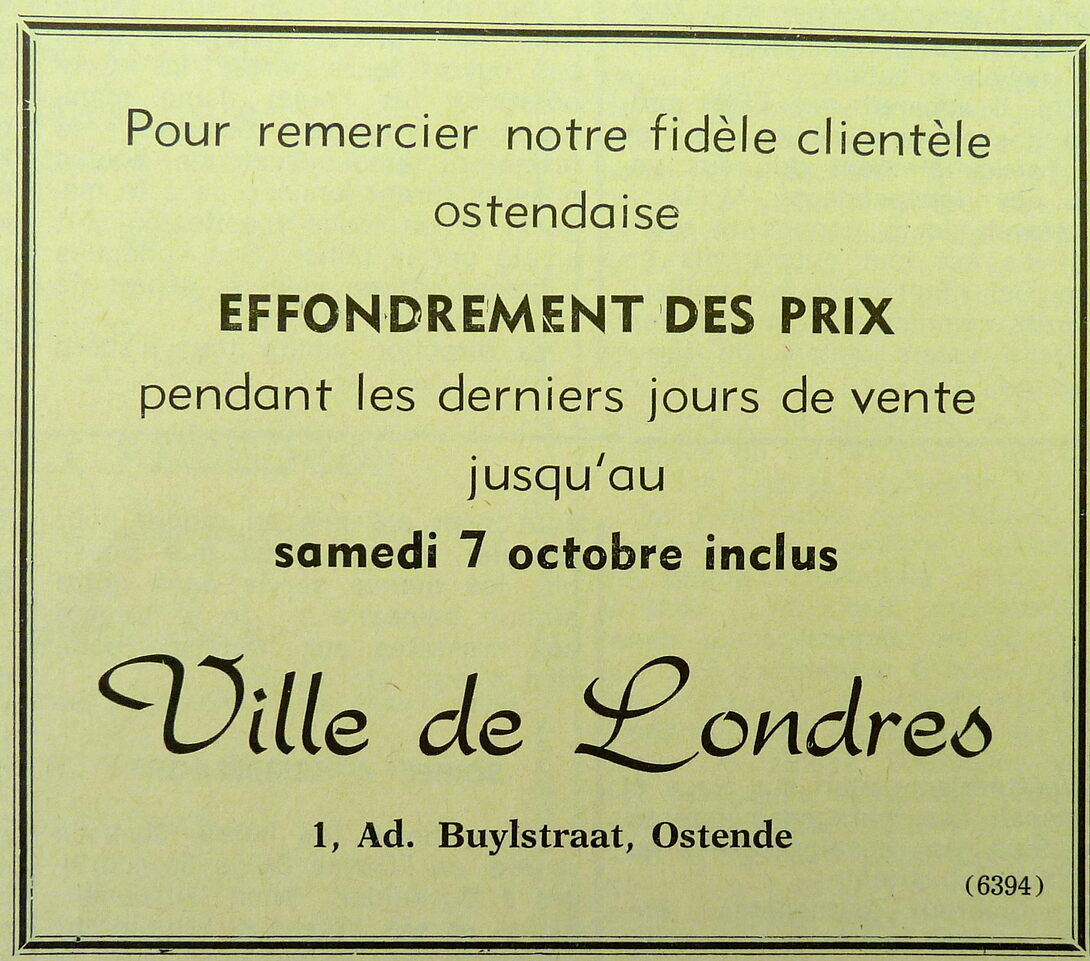 Pour remercier notre fidèle clientèle
ostendaise
EFFONDREMENT DES PRIX
pendant les derniers jours de vente
jusqu'au
samedi 7 octobre inclus
Ville de Londres
1, Ad. Buylstraat, Ostende
(6394)